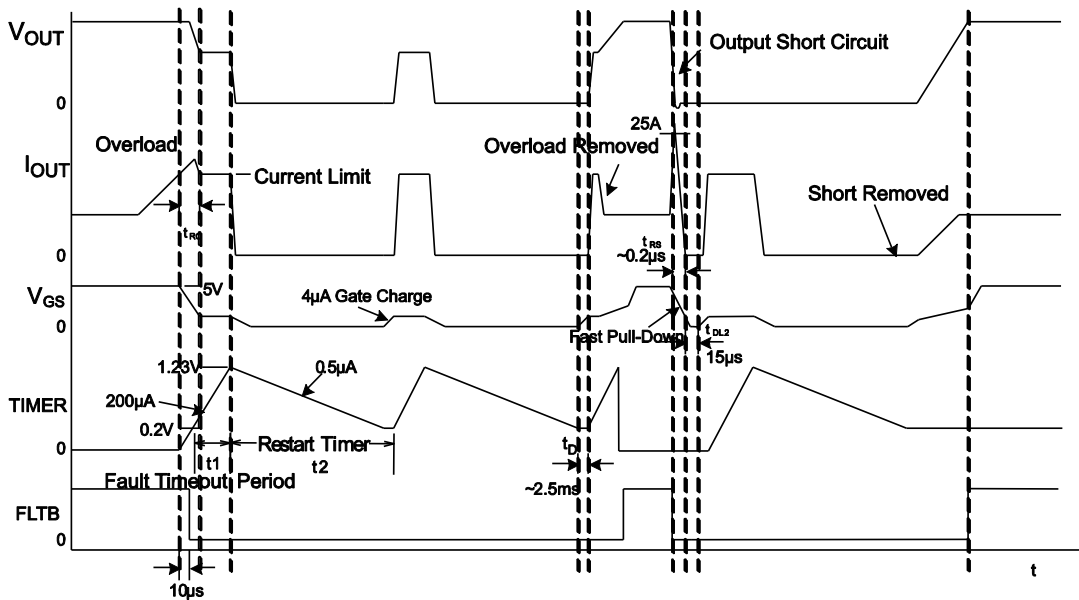 VOUT
Output Short Circuit
0
25A
Overload
Overload Removed
IOUT
Current Limit
Short Removed
tRC
tRS
0
~0.2µs
5V
VGS
4µA Gate Charge
0
Fast Pull-Down
tDL2
15µs
1.23V
0.5µA
200µA
TIMER
0.2V
0
Restart Timer
tD
t1
t2
Fault Timeout Period
~2.5ms
FLTB
0
t
10µs